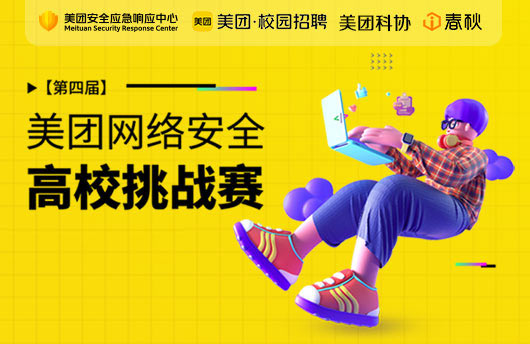 美团安全应急响应中心
Meituan Security Response Center
美团
美团·校园招聘
美团科协
春秋
【第四届】
美团网络安全
高校挑战赛